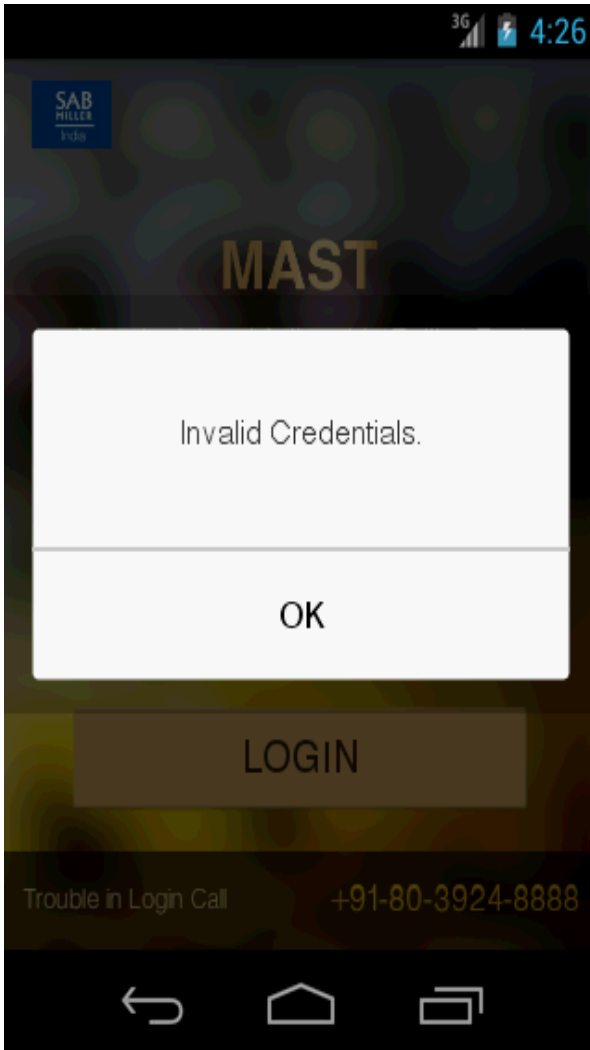 3G 4:26
SAB
MILLER
India
MAST
Invalid Credentials.
OK
LOGIN
Trouble in Login Call +91-80-3924-8888